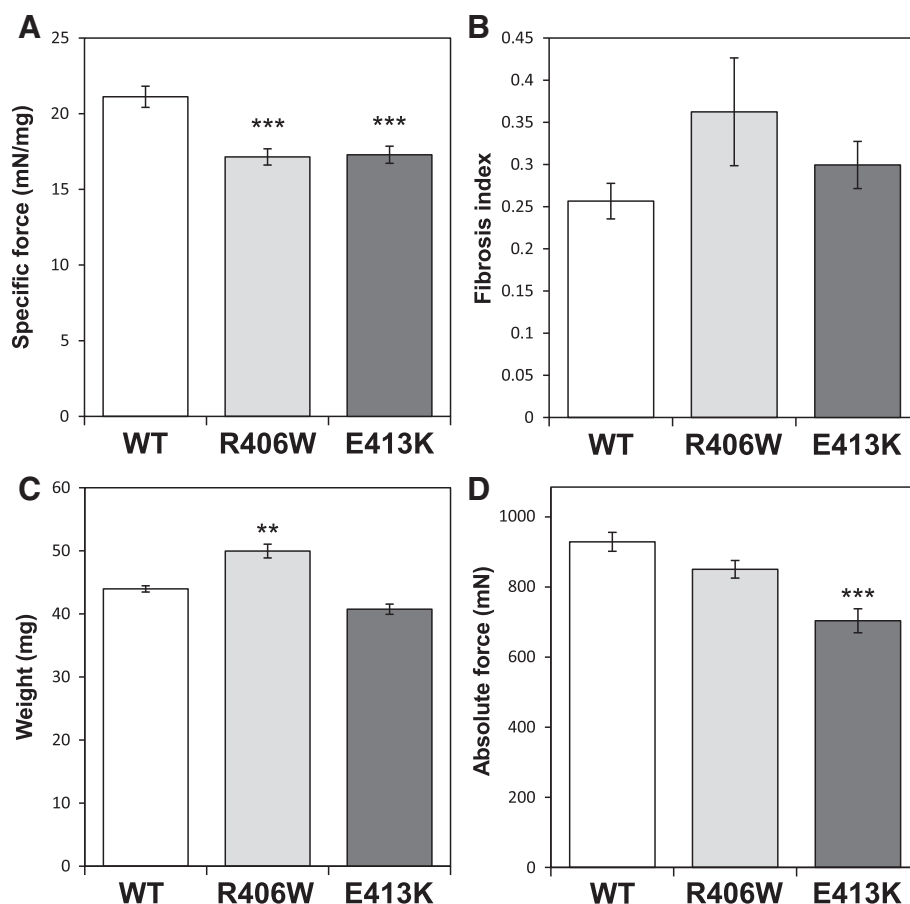 A
Specific force (mN/mg)
25
20
15
10
5
0
***
***
WT R406W E413K
B
Fibrosis index
0.45
0.4
0.35
0.3
0.25
0.2
0.15
0.1
0.05
0
WT R406W E413K
C
Weight (mg)
60
50
40
30
20
10
0
**
WT R406W E413K
D
Absolute force (mN)
1000
800
600
400
200
0
***
WT R406W E413K